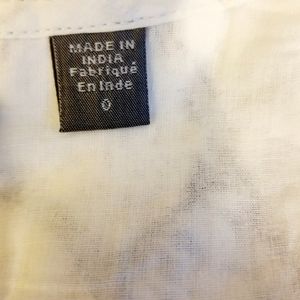 MADE IN
INDIA
Fabriqué
En Inde
0